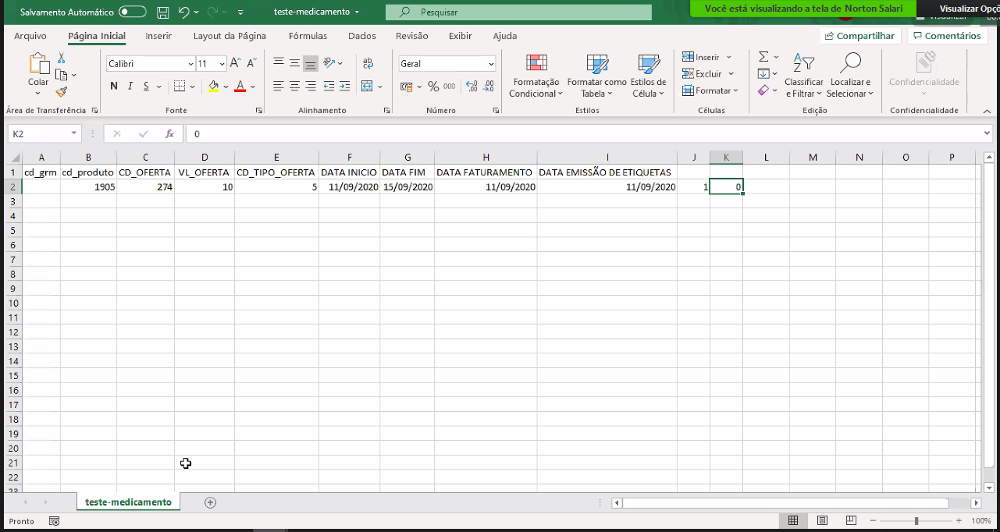 Salvamento Automático teste-medicamento Pesquisar Você está visualizando a tela de Norton Salari Visualizar Opçõ
Arquivo Página Inicial Inserir Layout da Página Fórmulas Dados Revisão Exibir Ajuda Compartilhar Comentários
Colar
Calibri 11
N I S A
ab
Geral
% 000
Formatação Condicional
Formatar como Tabela
Estilos de Célula
Inserir
Excluir
Formatar
Classificar e Filtrar
Localizar e Selecionar
Confidencialidade
Área de Transferência Fonte Alinhamento Número Estilos Células Edição Confidencialidade
K2 fx 0
A B C D E F G H I J K L M N O P
1 cd_grm cd_produto CD_OFERTA VL_OFERTA CD_TIPO_OFERTA DATA INICIO DATA FIM DATA FATURAMENTO DATA EMISSÃO DE ETIQUETAS
2 1905 274 10 5 11/09/2020 15/09/2020 11/09/2020 11/09/2020 1 0
3
4
5
6
7
8
9
10
11
12
13
14
15
16
17
18
19
20
21
22
23
teste-medicamento
Pronto 100%